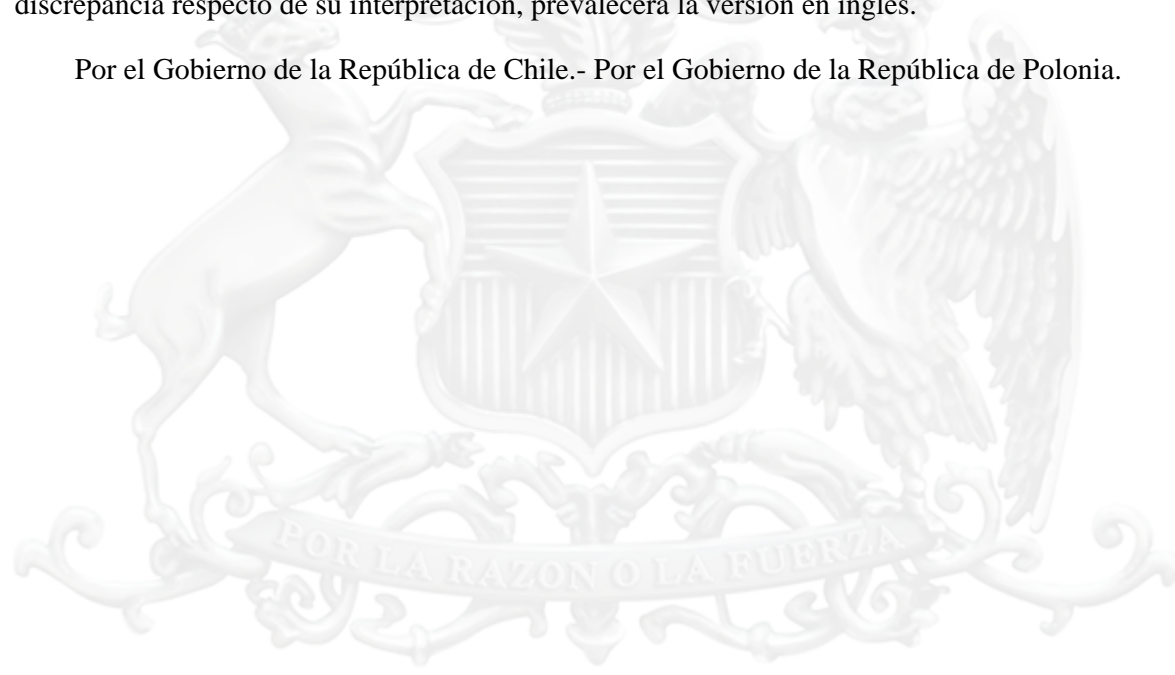 discrepancia respecto de su interpretación, prevalecerá la versión en inglés.
Por el Gobierno de la República de Chile.- Por el Gobierno de la República de Polonia.
POR LA RAZON O LA FUERZA